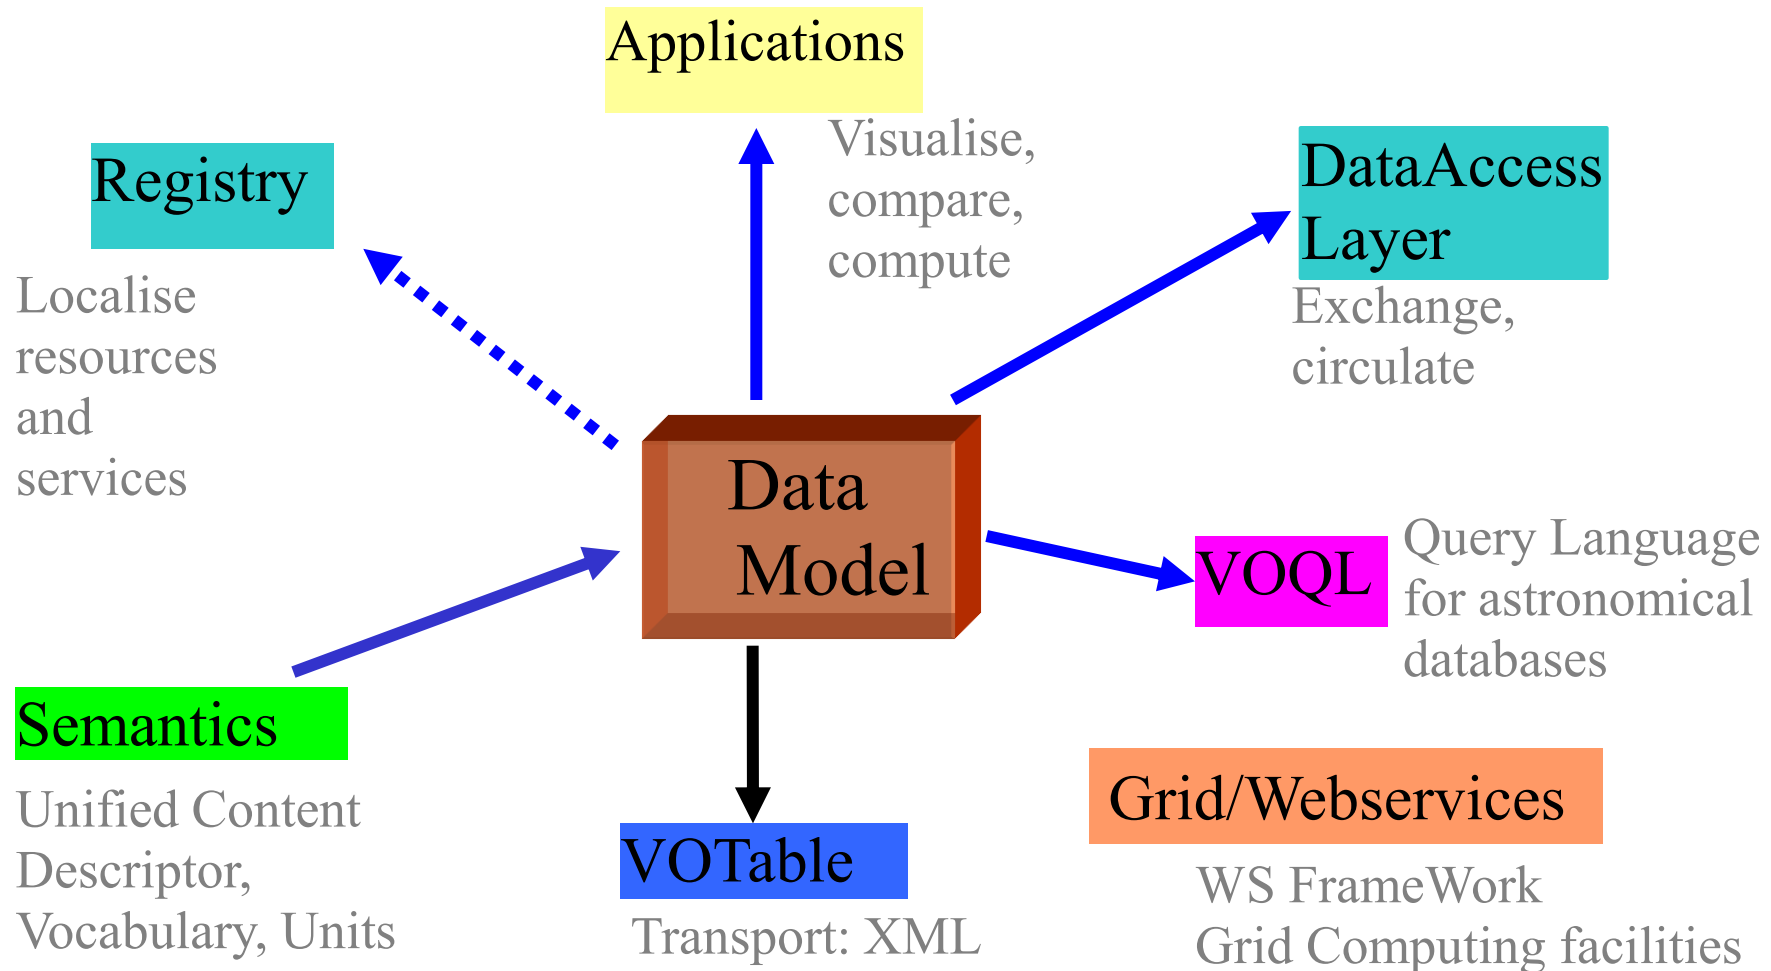 Applications
Visualise,
compare,
compute
Registry
Localise
resources
and
services
DataAccess
Layer
Exchange,
circulate
Data
Model
VOQL
Query Language
for astronomical
databases
Semantics
Unified Content
Descriptor,
Vocabulary, Units
VOTable
Transport: XML
Grid/Webservices
WS FrameWork
Grid Computing facilities